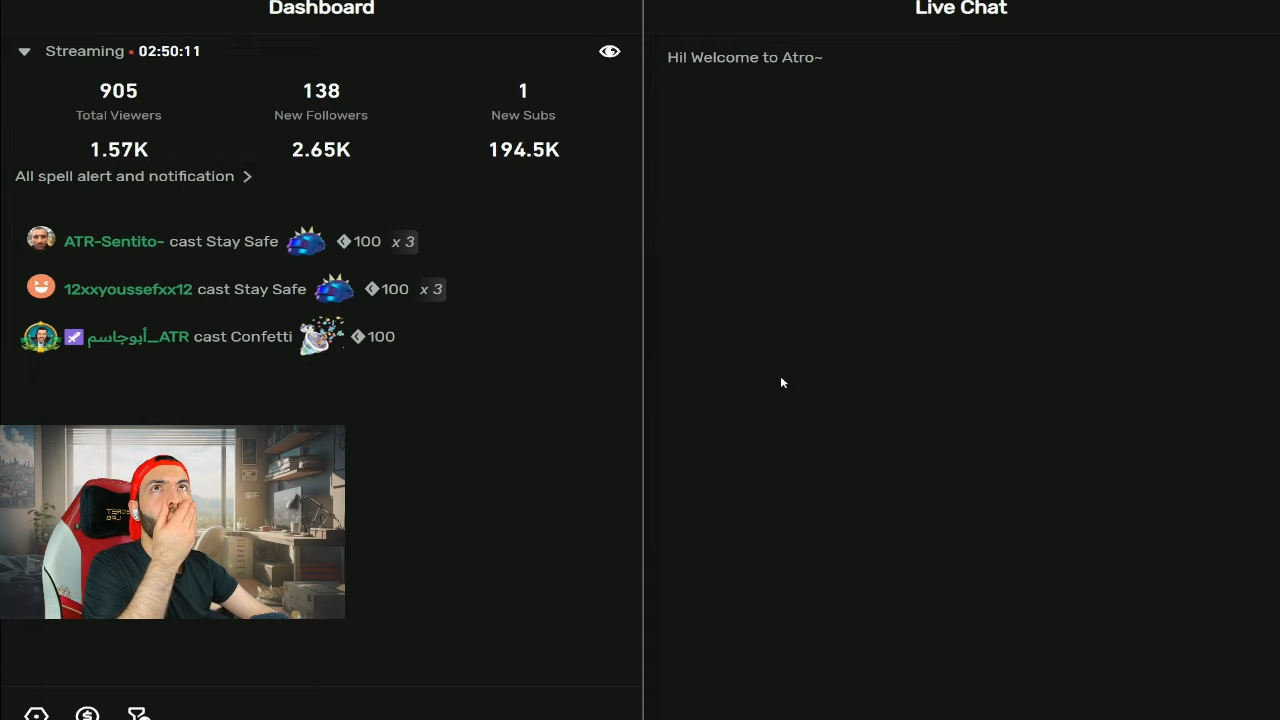 Dashboard
Streaming • 02:50:11
905 138 1
Total Viewers New Followers New Subs
1.57K 2.65K 194.5K
All spell alert and notification >
ATR-Sentito- cast Stay Safe 100 x 3
12xxyoussefxx12 cast Stay Safe 100 x 3
أبوجاسم_ATR cast Confetti 100
Live Chat
Hi! Welcome to Atro~